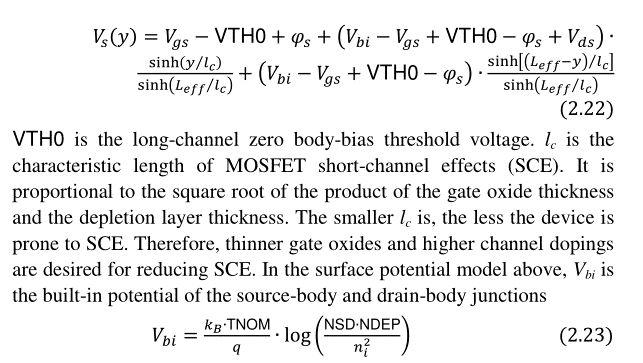 V_s(y) = V_gs − VTH0 + φ_s + (V_bi − V_gs + VTH0 − φ_s + V_ds) ·
sinh(y/l_c)/sinh(L_eff/l_c) + (V_bi − V_gs + VTH0 − φ_s) · sinh[(L_eff−y)/l_c]/sinh(L_eff/l_c)
(2.22)
VTH0 is the long-channel zero body-bias threshold voltage. l_c is the
characteristic length of MOSFET short-channel effects (SCE). It is
proportional to the square root of the product of the gate oxide thickness
and the depletion layer thickness. The smaller l_c is, the less the device is
prone to SCE. Therefore, thinner gate oxides and higher channel dopings
are desired for reducing SCE. In the surface potential model above, V_bi is
the built-in potential of the source-body and drain-body junctions
V_bi = k_B·TNOM/q · log(NSD·NDEP/n_i^2) (2.23)